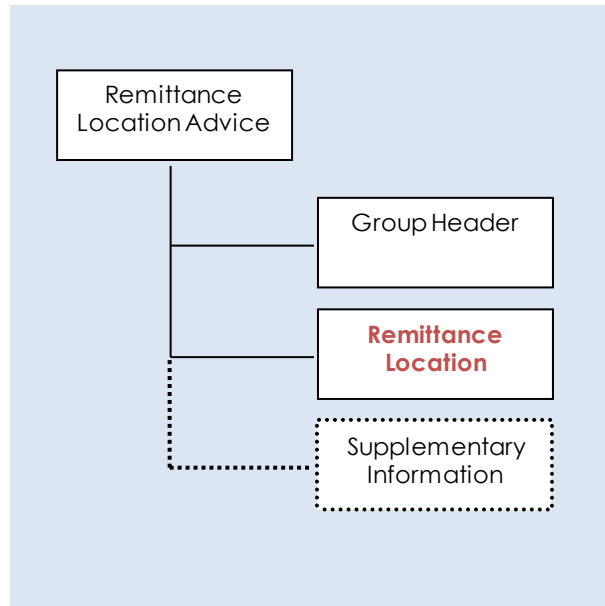 Remittance
Location Advice
Group Header
Remittance
Location
Supplementary
Information